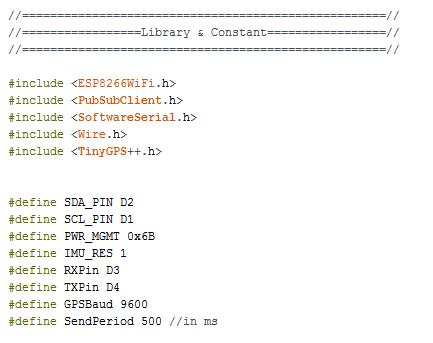 //====================================================//
//=================Library & Constant=================//
//====================================================//
#include <ESP8266WiFi.h>
#include <PubSubClient.h>
#include <SoftwareSerial.h>
#include <Wire.h>
#include <TinyGPS++.h>
#define SDA_PIN D2
#define SCL_PIN D1
#define PWR_MGMT 0x6B
#define IMU_RES 1
#define RXPin D3
#define TXPin D4
#define GPSBaud 9600
#define SendPeriod 500 //in ms